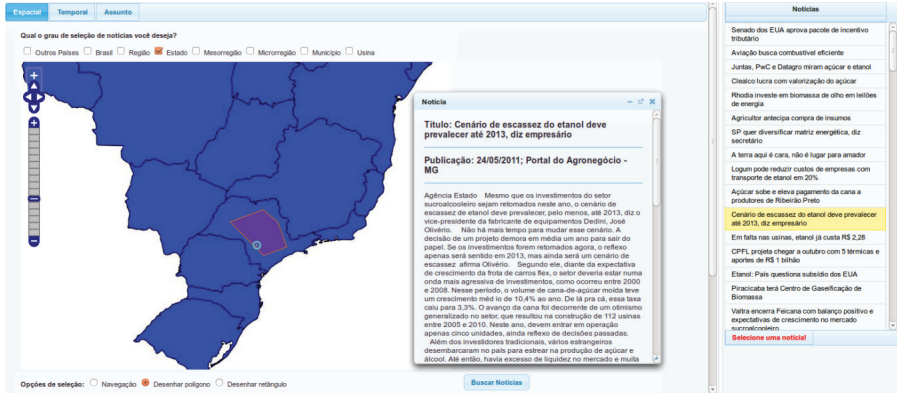 Espacial Temporal Assunto
Qual o grau de seleção de notícias você deseja?
Outros Países Brasil Região Estado Mesorregião Microrregião Município Usina
Notícia
Título: Cenário de escassez do etanol deve
prevalecer até 2013, diz empresário
Publicação: 24/05/2011; Portal do Agronegócio -
MG
Agência Estado Mesmo que os investimentos do setor
sucroalcooleiro sejam retomados neste ano, o cenário de
escassez de etanol deve prevalecer, pelo menos, até 2013, diz o
vice-presidente da fabricante de equipamentos Dedini, José
Olivério. Não há mais tempo para mudar esse cenário. A
decisão de um projeto demora em média um ano para sair do
papel. Se os investimentos forem retomados agora, o reflexo
apenas será sentido em 2013, mas ainda será um cenário de
escassez afirma Olivério. Segundo ele, diante da expectativa
de crescimento da frota de carros flex, o setor deveria estar numa
onda mais agressiva de investimentos, como ocorreu entre 2000
e 2008. Nesse período, o volume de cana-de-açúcar moída teve
um crescimento méd io de 10,4% ao ano. De lá pra cá, essa taxa
caiu para 3,3%. O avanço da cana foi decorrente de um otimismo
generalizado no setor, que resultou na construção de 112 usinas
entre 2005 e 2010. Neste ano, devem entrar em operação
apenas cinco unidades, ainda reflexo de decisões passadas.
Além dos investidores tradicionais, vários estrangeiros
desembarcaram no país para estrear na produção de açúcar e
álcool. Até então, havia excesso de liquidez no mercado e muita
Opções de seleção: Navegação Desenhar polígono Desenhar retângulo
Buscar Notícias
Notícias
Senado dos EUA aprova pacote de incentivo
tributário
Aviação busca combustível eficiente
Juntas, PwC e Datagro miram açúcar e etanol
Clealco lucra com valorização do açúcar
Rhodia investe em biomassa de olho em leilões
de energia
Agricultor antecipa compra de insumos
SP quer diversificar matriz energética, diz
secretário
A terra aqui é cara, não é lugar para amador
Logum pode reduzir custos de empresas com
transporte de etanol em 20%
Açúcar sobe e eleva pagamento da cana a
produtores de Ribeirão Preto
Cenário de escassez do etanol deve prevalecer
até 2013, diz empresário
Em falta nas usinas, etanol já custa R$ 2,28
CPFL projeta chegar a outubro com 5 térmicas e
aportes de R$ 1 bilhão
Etanol: País questiona subsídio dos EUA
Piracicaba terá Centro de Gaseificação de
Biomassa
Valtra encerra Feicana com balanço positivo e
expectativas de crescimento no mercado
sucroalcooleiro
Selecione uma notícia!